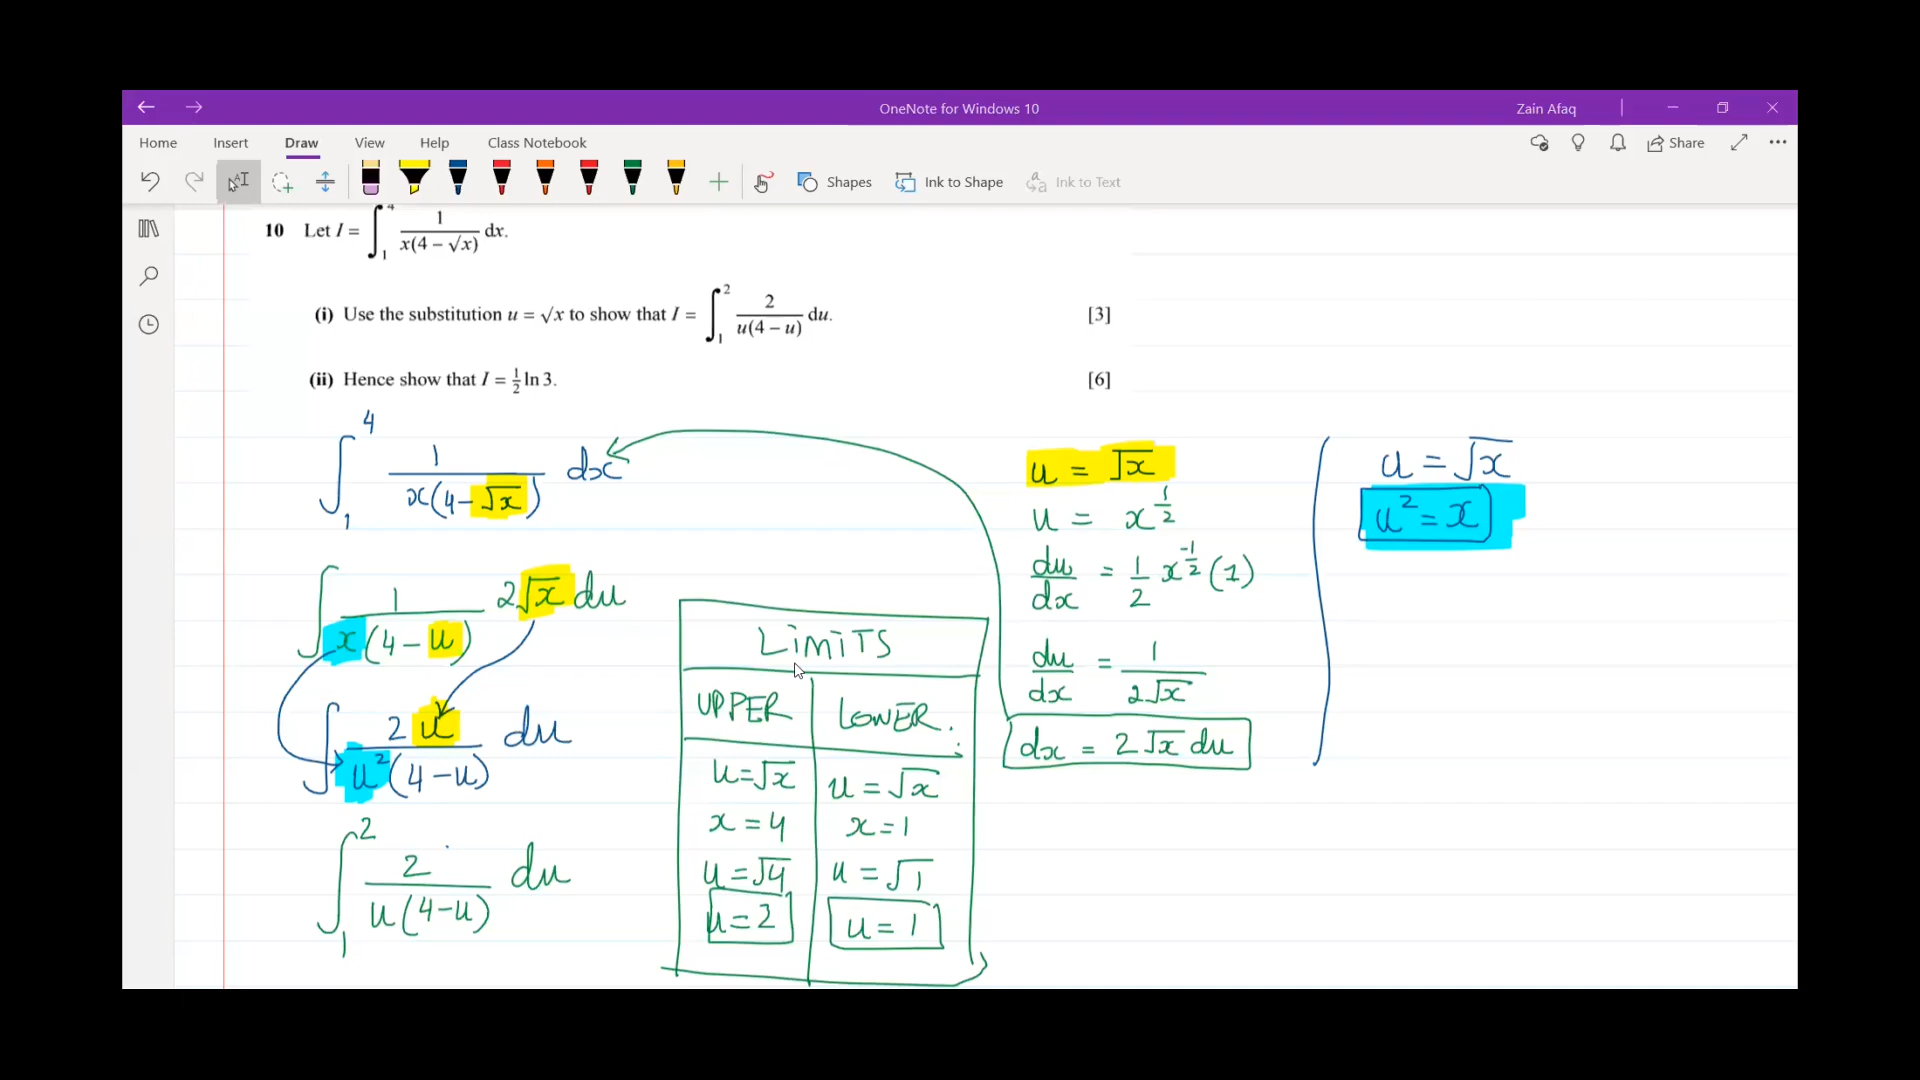 OneNote for Windows 10
Zain Afaq
Home Insert Draw View Help Class Notebook
Share
Shapes Ink to Shape Ink to Text
10 Let I = ∫₁⁴ 1/(x(4 − √x)) dx.
(i) Use the substitution u = √x to show that I = ∫₁² 2/(u(4 − u)) du. [3]
(ii) Hence show that I = ½ ln 3. [6]
∫₁⁴ 1/(x(4−√x)) dx
∫ 1/(x(4−u)) 2√x du
∫ 2u/(u²(4−u)) du
∫₁² 2/(u(4−u)) du
LIMITS
UPPER
u=√x
x=4
u=√4
u=2
LOWER.
u=√x
x=1
u=√1
u=1
u = √x
u = x^(1/2)
du/dx = 1/2 x^(-1/2) (1)
du/dx = 1/(2√x)
dx = 2√x du
u = √x
u² = x